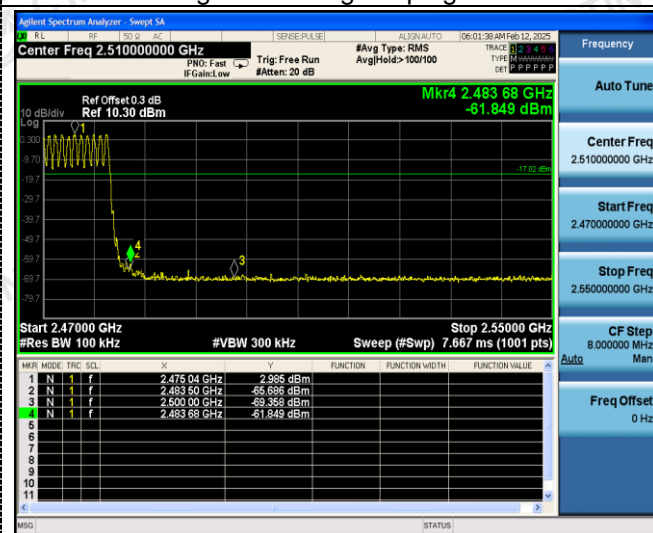 Agilent Spectrum Analyzer - Swept SA
RL RF 50 Ω AC SENSE:PULSE ALIGNAUTO 06:01:38 AM Feb 12, 2025
Center Freq 2.510000000 GHz
PNO: Fast
IFGain:Low
Trig: Free Run
#Atten: 20 dB
#Avg Type: RMS
Avg|Hold:> 100/100
TRACE 1 2 3 4 5 6
TYPE M
DET P P P P P P
Ref Offset 0.3 dB
Ref 10.30 dBm
10 dB/div
Log
Mkr4 2.483 68 GHz
-61.849 dBm
0.300
-9.70
-19.7
-29.7
-39.7
-49.7
-59.7
-69.7
-79.7
-17.02 dBm
1
4
2
3
Start 2.47000 GHz
Stop 2.55000 GHz
#Res BW 100 kHz
#VBW 300 kHz
Sweep (#Swp) 7.667 ms (1001 pts)
MKR MODE TRC SCL X Y FUNCTION FUNCTION WIDTH FUNCTION VALUE
1 N 1 f 2.475 04 GHz 2.985 dBm
2 N 1 f 2.483 50 GHz -65.686 dBm
3 N 1 f 2.500 00 GHz -69.358 dBm
4 N 1 f 2.483 68 GHz -61.849 dBm
5
6
7
8
9
10
11
MSG
STATUS
Frequency
Auto Tune
Center Freq
2.510000000 GHz
Start Freq
2.470000000 GHz
Stop Freq
2.550000000 GHz
CF Step
8.000000 MHz
Auto Man
Freq Offset
0 Hz